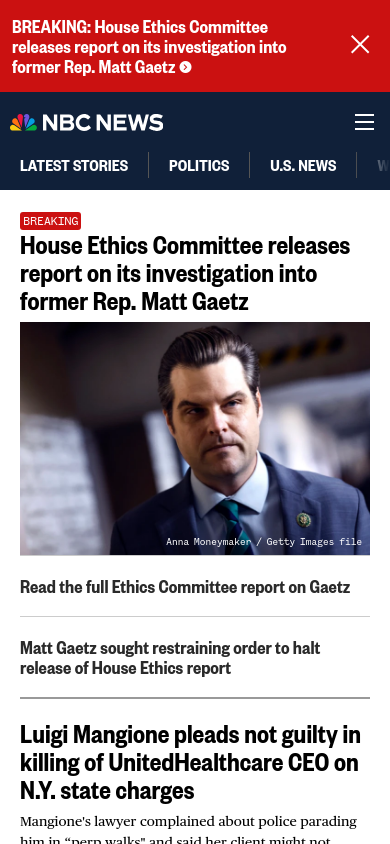 BREAKING: House Ethics Committee
releases report on its investigation into
former Rep. Matt Gaetz
NBC NEWS
LATEST STORIES
POLITICS
U.S. NEWS
BREAKING
House Ethics Committee releases
report on its investigation into
former Rep. Matt Gaetz
Anna Moneymaker / Getty Images file
Read the full Ethics Committee report on Gaetz
Matt Gaetz sought restraining order to halt
release of House Ethics report
Luigi Mangione pleads not guilty in
killing of UnitedHealthcare CEO on
N.Y. state charges
Mangione's lawyer complained about police parading
him in “perp walks" and said her client might not